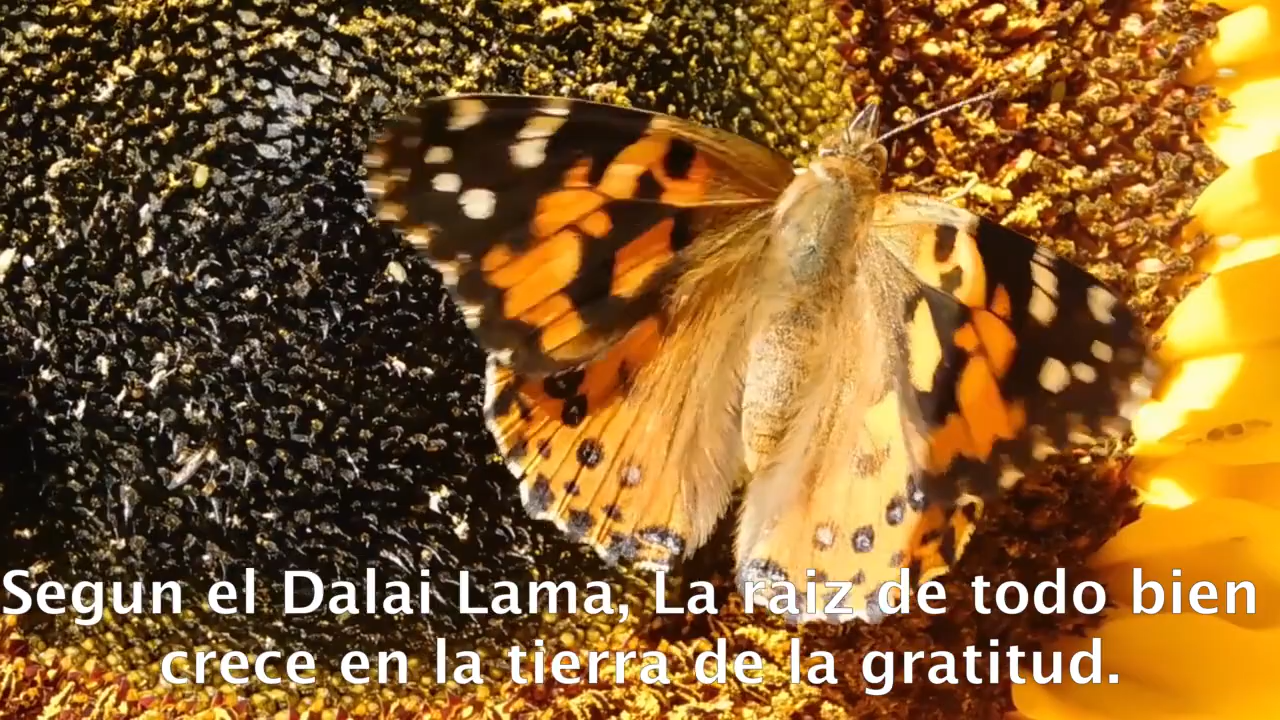 Segun el Dalai Lama, La raiz de todo bien
crece en la tierra de la gratitud.